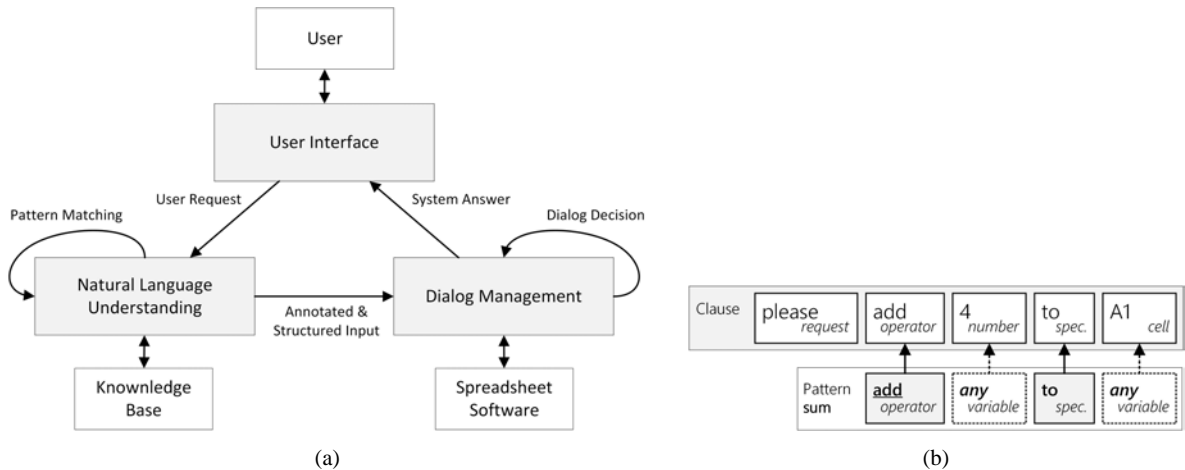 User
User Interface
User Request
System Answer
Pattern Matching
Dialog Decision
Natural Language
Understanding
Annotated &
Structured Input
Dialog Management
Knownledge
Base
Spreadsheet
Software
(a)
Clause
please
request
add
operator
4
number
to
spec.
A1
cell
Pattern
sum
add
operator
any
variable
to
spec.
any
variable
(b)